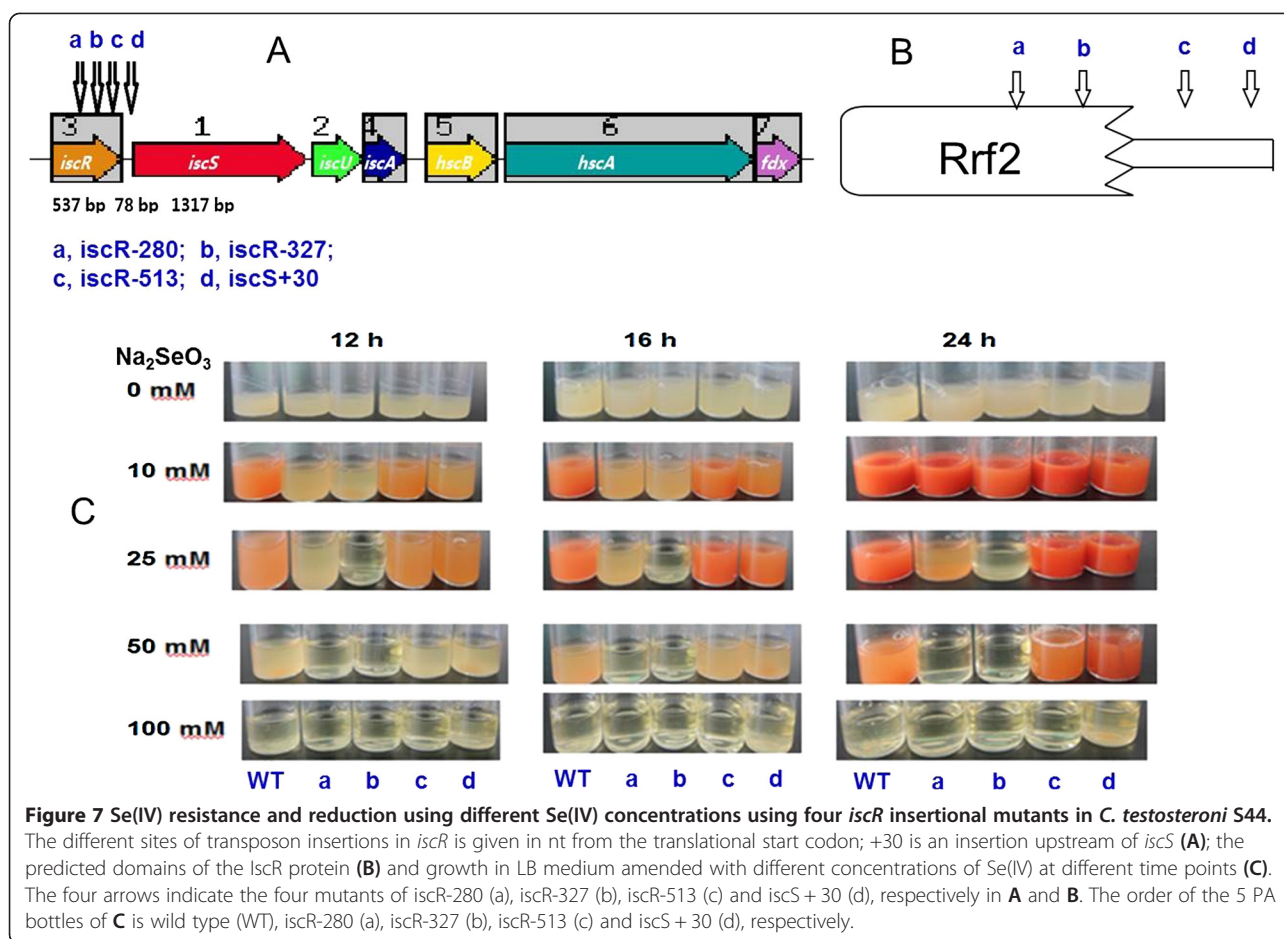 a b c d
A
3 1 2 4 5 6 7
iscR iscS iscU iscA hscB hscA fdx
537 bp 78 bp 1317 bp
a, iscR-280; b, iscR-327;
c, iscR-513; d, iscS+30
B
a b c d
Rrf2
12 h 16 h 24 h
Na₂SeO₃
0 mM
10 mM
C
25 mM
50 mM
100 mM
WT a b c d WT a b c d WT a b c d
Figure 7 Se(IV) resistance and reduction using different Se(IV) concentrations using four iscR insertional mutants in C. testosteroni S44.
The different sites of transposon insertions in iscR is given in nt from the translational start codon; +30 is an insertion upstream of iscS (A); the
predicted domains of the IscR protein (B) and growth in LB medium amended with different concentrations of Se(IV) at different time points (C).
The four arrows indicate the four mutants of iscR-280 (a), iscR-327 (b), iscR-513 (c) and iscS + 30 (d), respectively in A and B. The order of the 5 PA
bottles of C is wild type (WT), iscR-280 (a), iscR-327 (b), iscR-513 (c) and iscS + 30 (d), respectively.